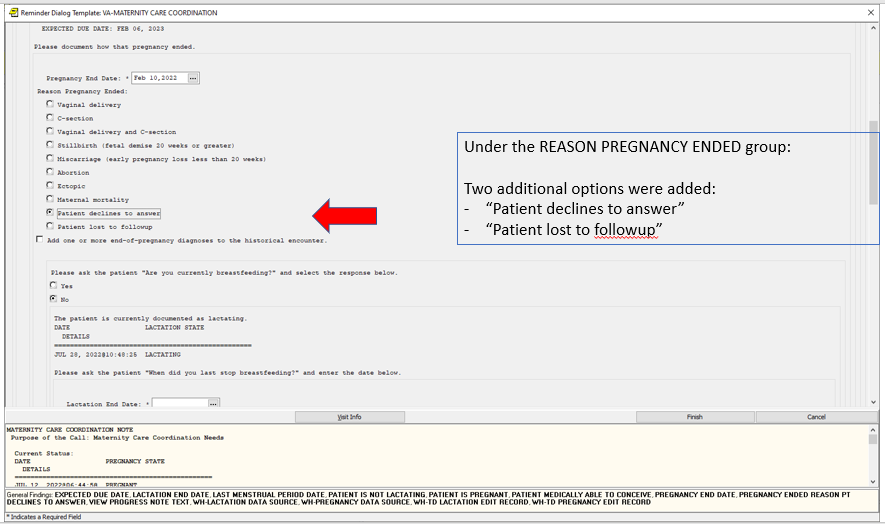 Reminder Dialog Template: VA-MATERNITY CARE COORDINATION
EXPECTED DUE DATE: FEB 06, 2023
Please document how that pregnancy ended.
Pregnancy End Date: * Feb 10,2022 ...
Reason Pregnancy Ended:
Vaginal delivery
C-section
Vaginal delivery and C-section
Stillbirth (fetal demise 20 weeks or greater)
Miscarriage (early pregnancy loss less than 20 weeks)
Abortion
Ectopic
Maternal mortality
Patient declines to answer
Patient lost to followup
Add one or more end-of-pregnancy diagnoses to the historical encounter.
Under the REASON PREGNANCY ENDED group:
Two additional options were added:
- “Patient declines to answer”
- “Patient lost to followup”
Please ask the patient "Are you currently breastfeeding?" and select the response below.
Yes
No
The patient is currently documented as lactating.
DATE LACTATION STATE
DETAILS
==================================================
JUL 28, 2022@10:48:25 LACTATING
Please ask the patient "When did you last stop breastfeeding?" and enter the date below.
Lactation End Date: * ...
Visit Info Finish Cancel
MATERNITY CARE COORDINATION NOTE
Purpose of the Call: Maternity Care Coordination Needs
Current Status:
DATE PREGNANCY STATE
DETAILS
==================================================
JUL 12, 2022@06:44:58 PREGNANT
General Findings: EXPECTED DUE DATE, LACTATION END DATE, LAST MENSTRUAL PERIOD DATE, PATIENT IS NOT LACTATING, PATIENT IS PREGNANT, PATIENT MEDICALLY ABLE TO CONCEIVE, PREGNANCY END DATE, PREGNANCY ENDED REASON PT
DECLINES TO ANSWER, VIEW PROGRESS NOTE TEXT, WH-LACTATION DATA SOURCE, WH-PREGNANCY DATA SOURCE, WH-TD LACTATION EDIT RECORD, WH-TD PREGNANCY EDIT RECORD
* Indicates a Required Field